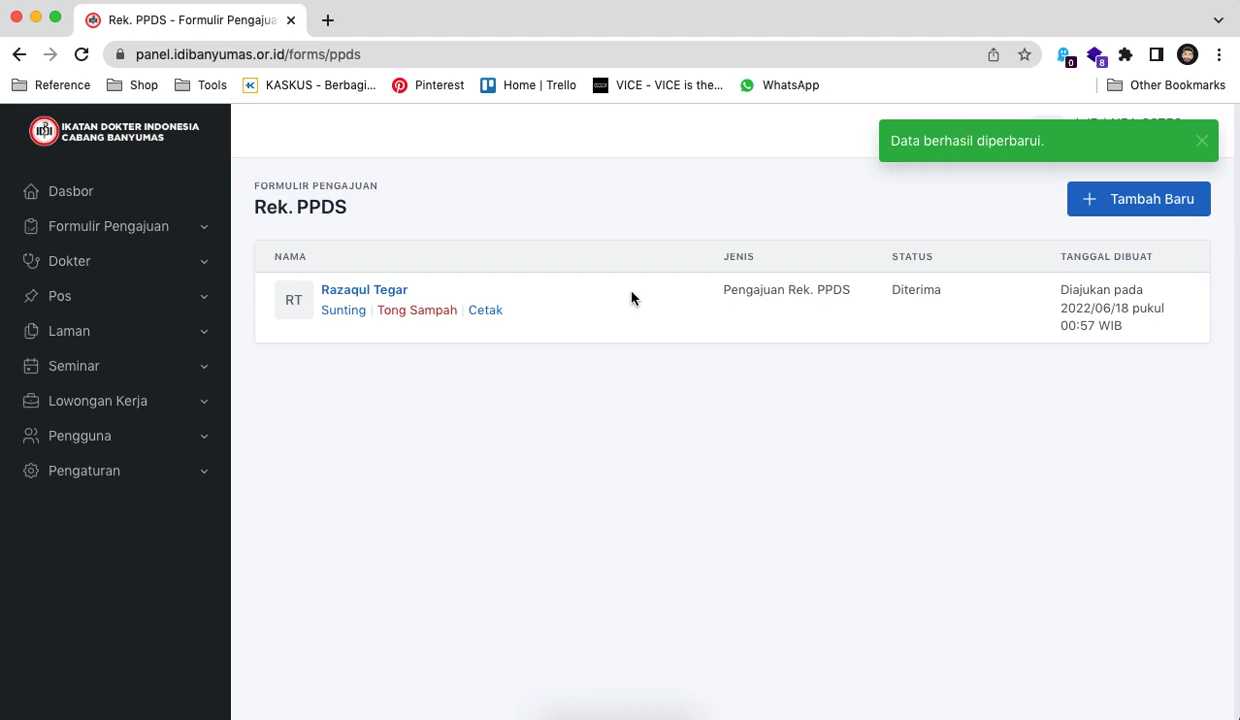 Rek. PPDS - Formulir Pengajua
panel.idibanyumas.or.id/forms/ppds
0
8
Reference
Shop
Tools
KASKUS - Berbagi...
Pinterest
Home | Trello
VICE - VICE is the...
WhatsApp
Other Bookmarks
IKATAN DOKTER INDONESIA
CABANG BANYUMAS
Data berhasil diperbarui.
Dasbor
Formulir Pengajuan
Dokter
Pos
Laman
Seminar
Lowongan Kerja
Pengguna
Pengaturan
FORMULIR PENGAJUAN
Rek. PPDS
Tambah Baru
NAMA JENIS STATUS TANGGAL DIBUAT
RT
Razaqul Tegar
Sunting | Tong Sampah | Cetak
Pengajuan Rek. PPDS
Diterima
Diajukan pada
2022/06/18 pukul
00:57 WIB